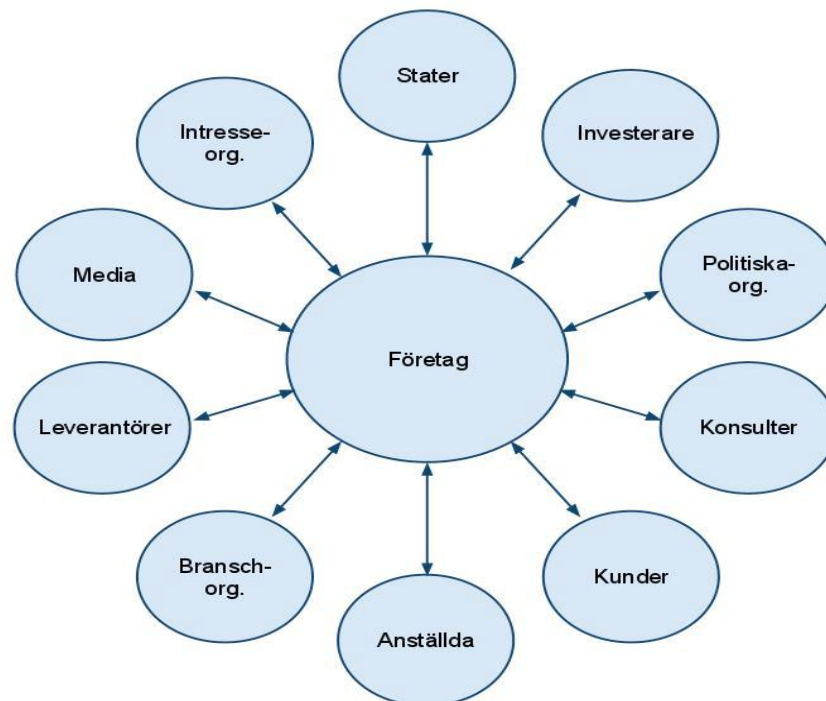 Stater
Intresse-
org.
Investerare
Media
Politiska-
org.
Företag
Leverantörer
Konsulter
Bransch-
org.
Kunder
Anställda